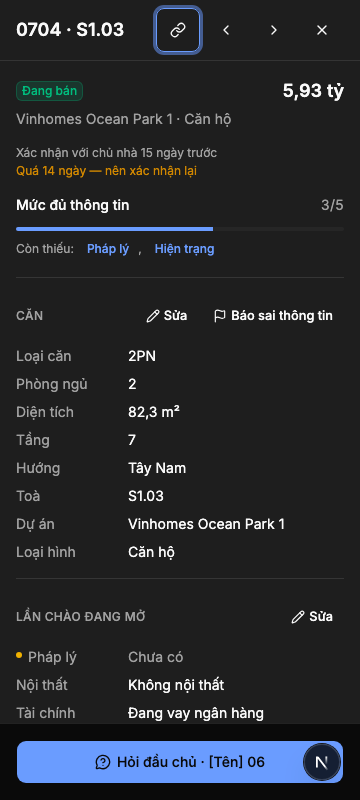 0704 · S1.03
Đang bán
5,93 tỷ
Vinhomes Ocean Park 1 · Căn hộ
Xác nhận với chủ nhà 15 ngày trước
Quá 14 ngày — nên xác nhận lại
Mức đủ thông tin 3/5
Còn thiếu: Pháp lý , Hiện trạng
CĂN Sửa Báo sai thông tin
Loại căn 2PN
Phòng ngủ 2
Diện tích 82,3 m²
Tầng 7
Hướng Tây Nam
Toà S1.03
Dự án Vinhomes Ocean Park 1
Loại hình Căn hộ
LẦN CHÀO ĐANG MỞ Sửa
Pháp lý Chưa có
Nội thất Không nội thất
Tài chính Đang vay ngân hàng
Hỏi đầu chủ · [Tên] 06
N